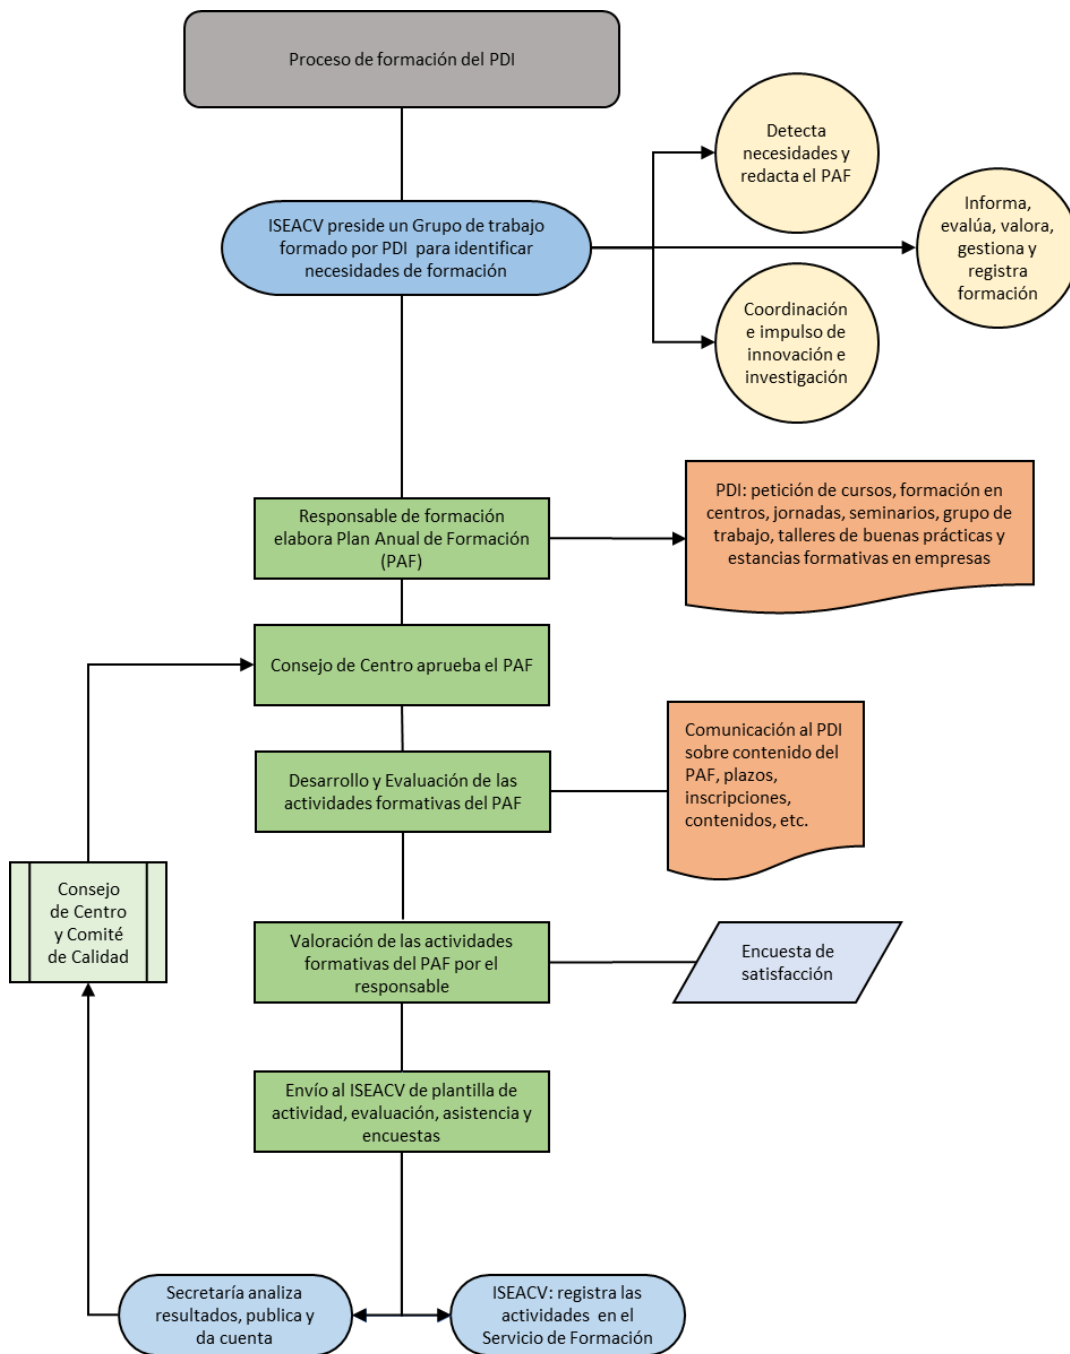 Proceso de formación del PDI
Detecta
necesidades y
redacta el PAF
ISEACV preside un Grupo de trabajo
formado por PDI para identificar
necesidades de formación
Informa,
evalúa, valora,
gestiona y
registra
formación
Coordinación
e impulso de
innovación e
investigación
Responsable de formación
elabora Plan Anual de Formación
(PAF)
PDI: petición de cursos, formación en
centros, jornadas, seminarios, grupo de
trabajo, talleres de buenas prácticas y
estancias formativas en empresas
Consejo de Centro aprueba el PAF
Desarrollo y Evaluación de las
actividades formativas del PAF
Comunicación al PDI
sobre contenido del
PAF, plazos,
inscripciones,
contenidos, etc.
Consejo
de Centro
y Comité
de Calidad
Valoración de las actividades
formativas del PAF por el
responsable
Encuesta de
satisfacción
Envío al ISEACV de plantilla de
actividad, evaluación, asistencia y
encuestas
Secretaría analiza
resultados, publica y
da cuenta
ISEACV: registra las
actividades en el
Servicio de Formación